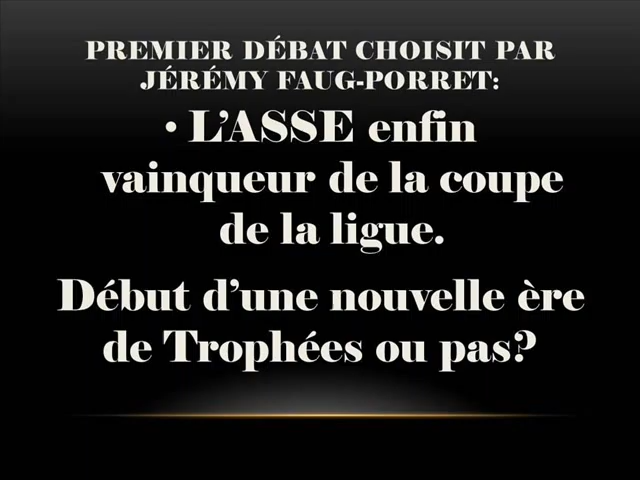 PREMIER DÉBAT CHOISIT PAR
JÉRÉMY FAUG-PORRET:
• L'ASSE enfin
vainqueur de la coupe
de la ligue.
Début d'une nouvelle ère
de Trophées ou pas?